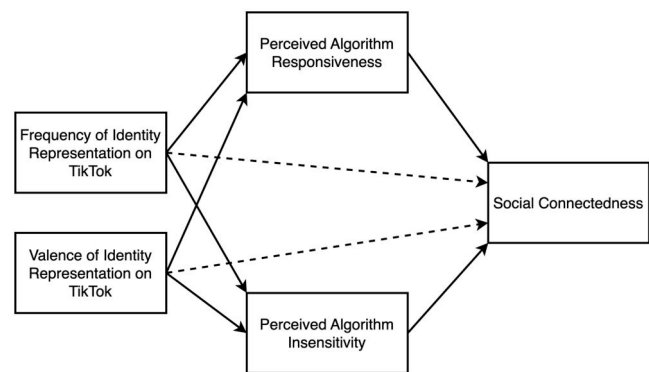 Perceived Algorithm
Responsiveness
Frequency of Identity
Representation on
TikTok
Social Connectedness
Valence of Identity
Representation on
TikTok
Perceived Algorithm
Insensitivity